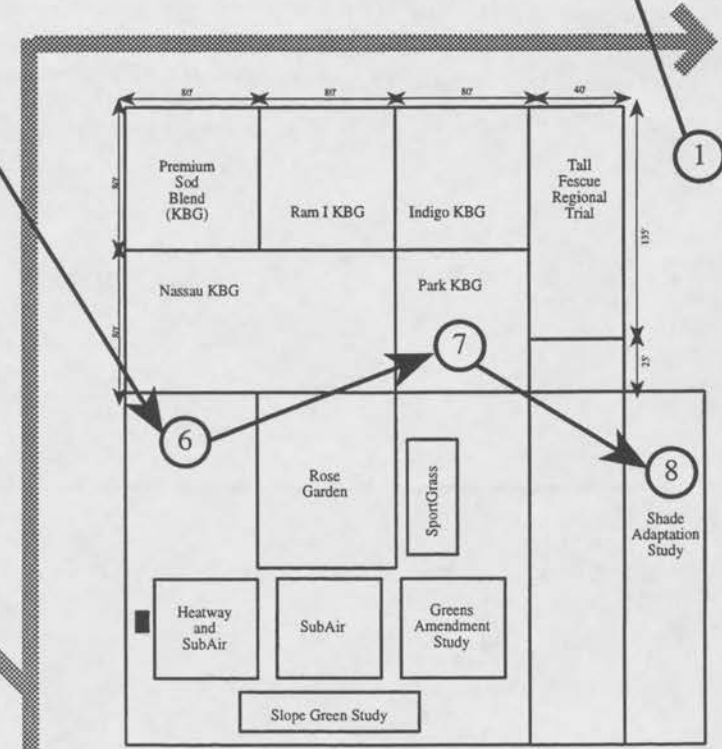 80'
80'
80'
40'
1
80'
Premium
Sod
Blend
(KBG)
Ram I KBG
Indigo KBG
Tall
Fescue
Regional
Trial
135'
Nassau KBG
Park KBG
80'
25'
6
7
8
Rose
Garden
SportGrass
Shade
Adaptation
Study
Heatway
and
SubAir
SubAir
Greens
Amendment
Study
Slope Green Study